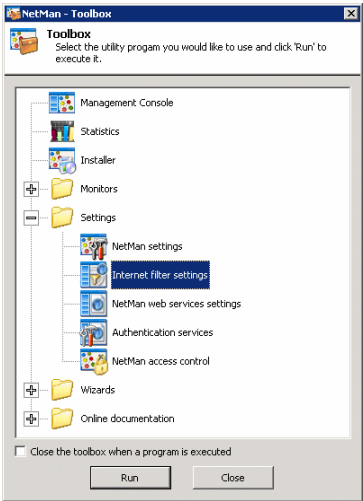 NetMan - Toolbox
Toolbox
Select the utility progam you would like to use and click 'Run' to
execute it.
Management Console
Statistics
Installer
Monitors
Settings
NetMan settings
Internet filter settings
NetMan web services settings
Authentication services
NetMan access control
Wizards
Online documentation
Close the toolbox when a program is executed
Run
Close